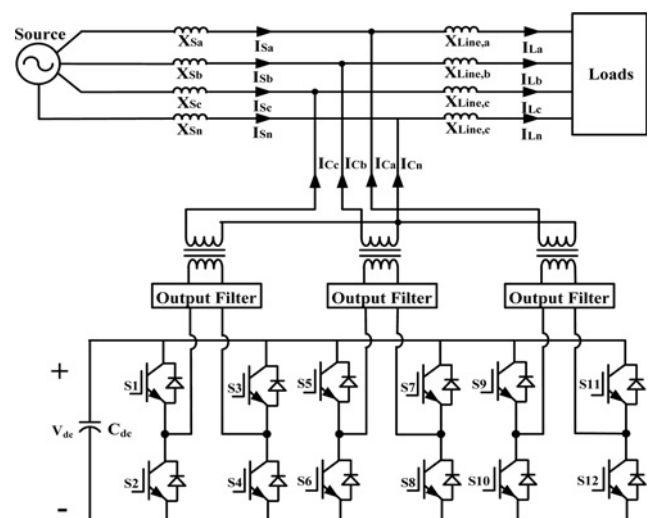 Source
XSa
ISa
XLine,a
ILa
XSb
ISb
XLine,b
ILb
XSc
ISc
XLine,c
ILc
XSn
ISn
XLine,c
ILn
Loads
ICc
ICb
ICa
ICn
Output Filter
Output Filter
Output Filter
+
S1
S3
S5
S7
S9
S11
Vdc
Cdc
-
S2
S4
S6
S8
S10
S12